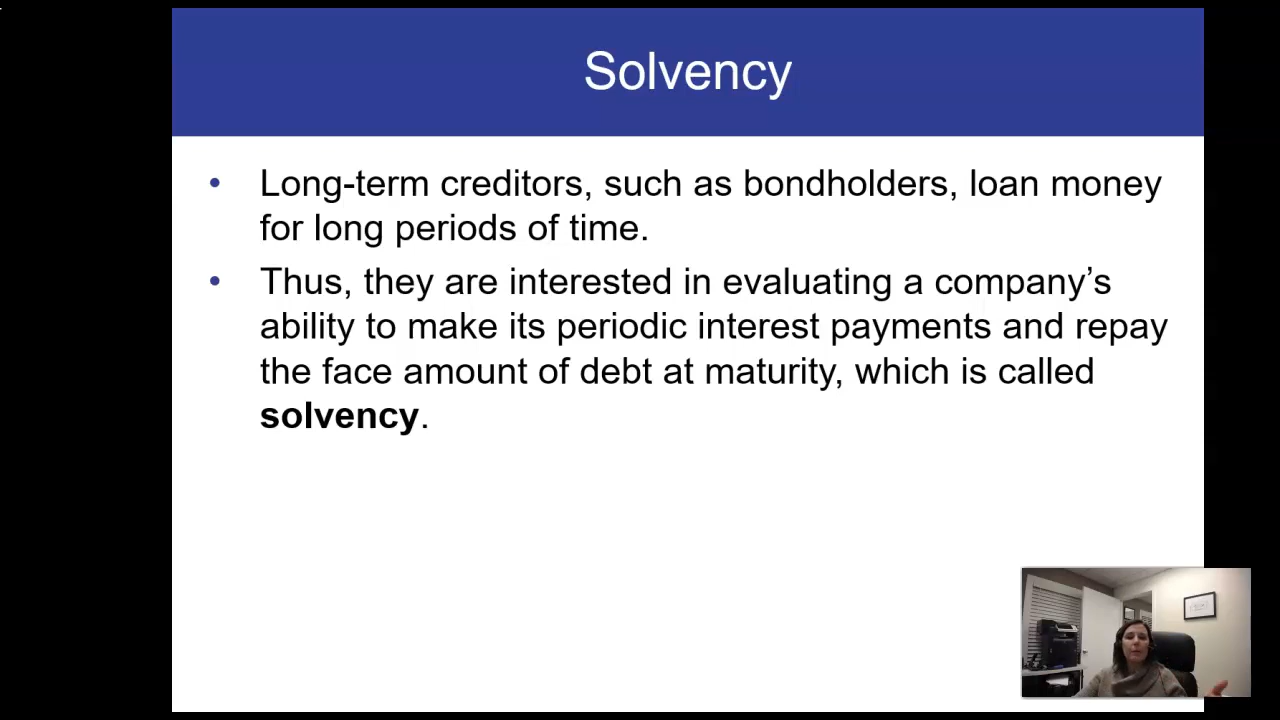 Solvency
• Long-term creditors, such as bondholders, loan money
for long periods of time.
• Thus, they are interested in evaluating a company’s
ability to make its periodic interest payments and repay
the face amount of debt at maturity, which is called
solvency.